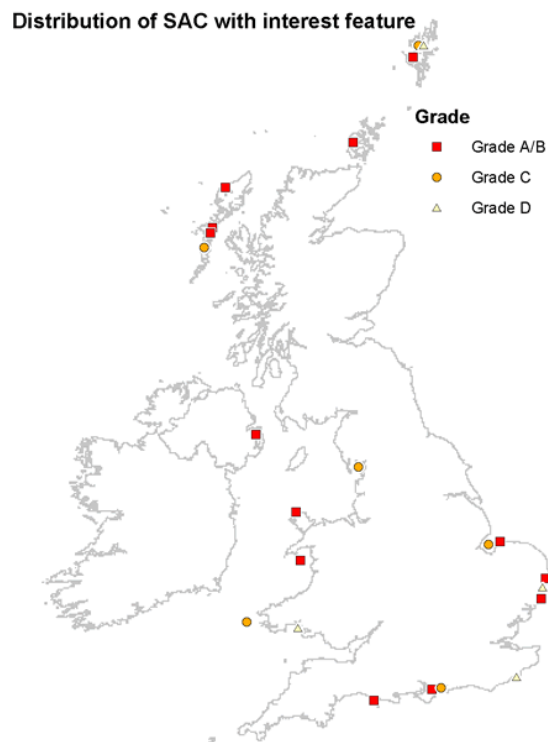 Distribution of SAC with interest feature
Grade
Grade A/B
Grade C
Grade D